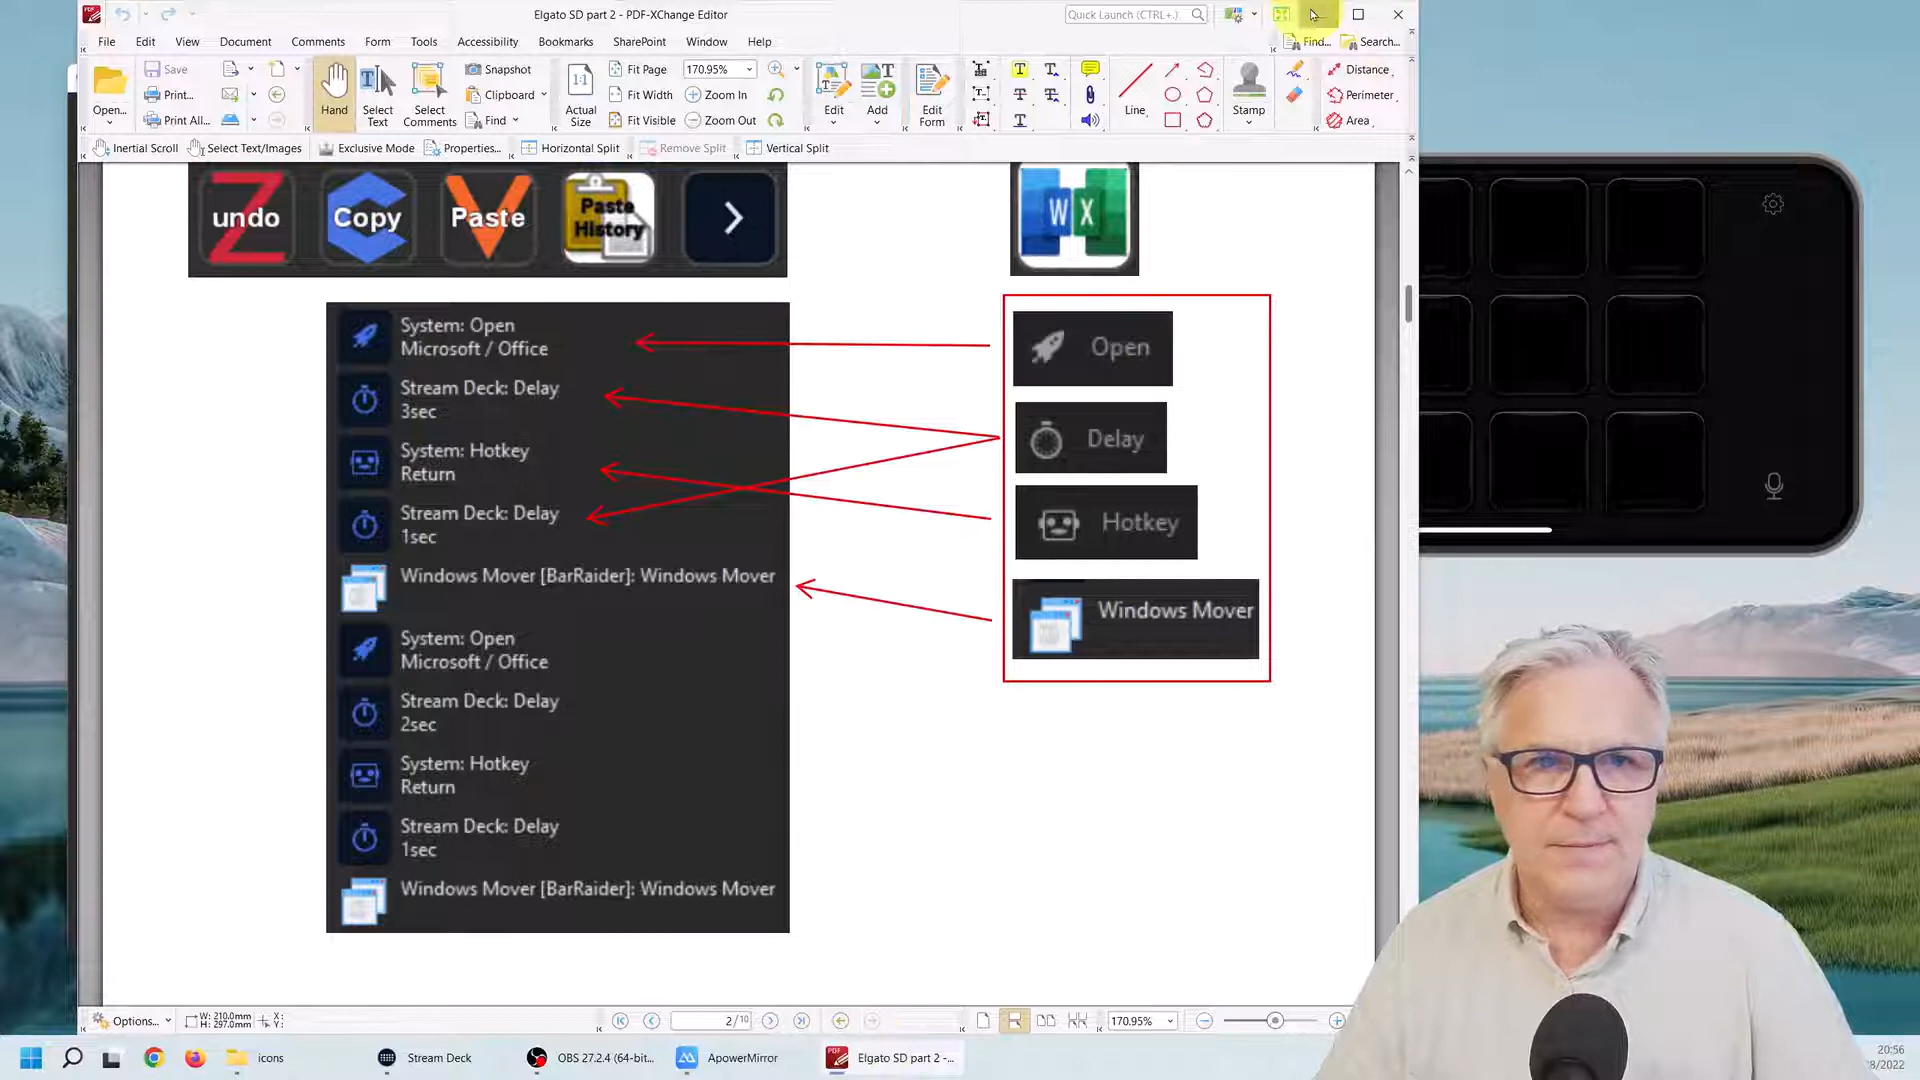 Elgato SD part 2 - PDF-XChange Editor
Quick Launch (CTRL+.)
File Edit View Document Comments Form Tools Accessibility Bookmarks SharePoint Window Help
Find... Search...
Open...
Save
Print...
Print All...
Hand
Select Text
Select Comments
Snapshot
Clipboard
Find
1:1
Actual Size
Fit Page
Fit Width
Fit Visible
170.95%
Zoom In
Zoom Out
Edit
Add
Edit Form
Line
Stamp
Distance
Perimeter
Area
Inertial Scroll Select Text/Images Exclusive Mode Properties... Horizontal Split Remove Split Vertical Split
undo
Copy
Paste
Paste
History
W X
System: Open
Microsoft / Office
Stream Deck: Delay
3sec
System: Hotkey
Return
Stream Deck: Delay
1sec
Windows Mover [BarRaider]: Windows Mover
System: Open
Microsoft / Office
Stream Deck: Delay
2sec
System: Hotkey
Return
Stream Deck: Delay
1sec
Windows Mover [BarRaider]: Windows Mover
Open
Delay
Hotkey
Windows Mover
Options...
W: 210.0mm
H: 297.0mm
X:
Y:
2 / 10
170.95%
icons
Stream Deck
OBS 27.2.4 (64-bit...
ApowerMirror
Elgato SD part 2 -...
20:56
8/2022